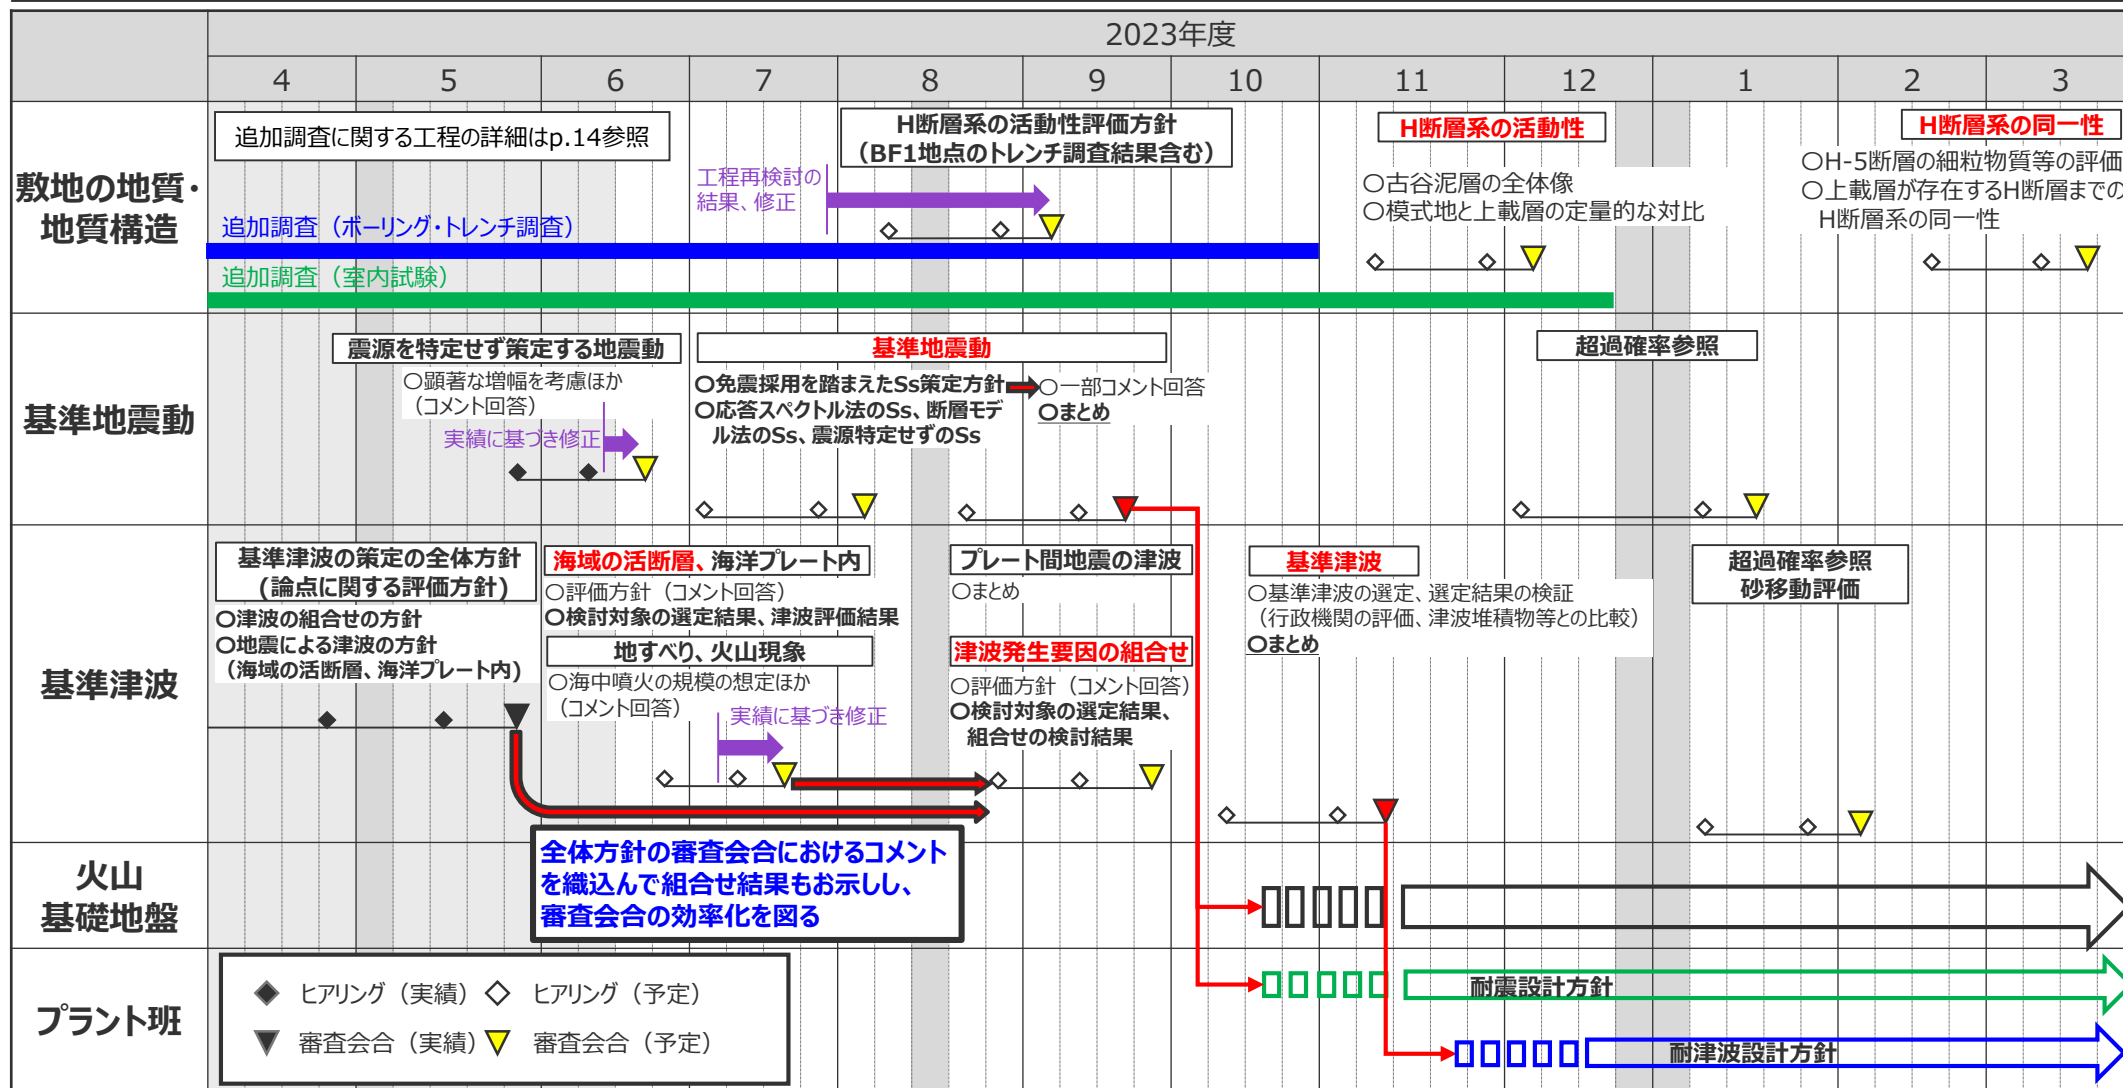 2023年度
4 5 6 7 8 9 10 11 12 1 2 3
敷地の地質・
地質構造
追加調査に関する工程の詳細はp.14参照
追加調査（ボーリング・トレンチ調査）
追加調査（室内試験）
工程再検討の
結果、修正
H断層系の活動性評価方針
（BF1地点のトレンチ調査結果含む）
H断層系の活動性
〇古谷泥層の全体像
〇模式地と上載層の定量的な対比
H断層系の同一性
〇H-5断層の細粒物質等の評価
〇上載層が存在するH断層までの
H断層系の同一性
基準地震動
震源を特定せず策定する地震動
〇顕著な増幅を考慮ほか
（コメント回答）
実績に基づき修正
基準地震動
〇免震採用を踏まえたSs策定方針
〇応答スペクトル法のSs、断層モデ
ル法のSs、震源特定せずのSs
〇一部コメント回答
〇まとめ
超過確率参照
基準津波
基準津波の策定の全体方針
(論点に関する評価方針)
〇津波の組合せの方針
〇地震による津波の方針
（海域の活断層、海洋プレート内）
海域の活断層、海洋プレート内
〇評価方針（コメント回答）
〇検討対象の選定結果、津波評価結果
地すべり、火山現象
〇海中噴火の規模の想定ほか
（コメント回答）
実績に基づき修正
プレート間地震の津波
〇まとめ
津波発生要因の組合せ
〇評価方針（コメント回答）
〇検討対象の選定結果、
組合せの検討結果
基準津波
〇基準津波の選定、選定結果の検証
（行政機関の評価、津波堆積物等との比較）
〇まとめ
超過確率参照
砂移動評価
全体方針の審査会合におけるコメント
を織込んで組合せ結果もお示しし、
審査会合の効率化を図る
火山
基礎地盤
プラント班
ヒアリング（実績） ヒアリング（予定）
審査会合（実績） 審査会合（予定）
耐震設計方針
耐津波設計方針